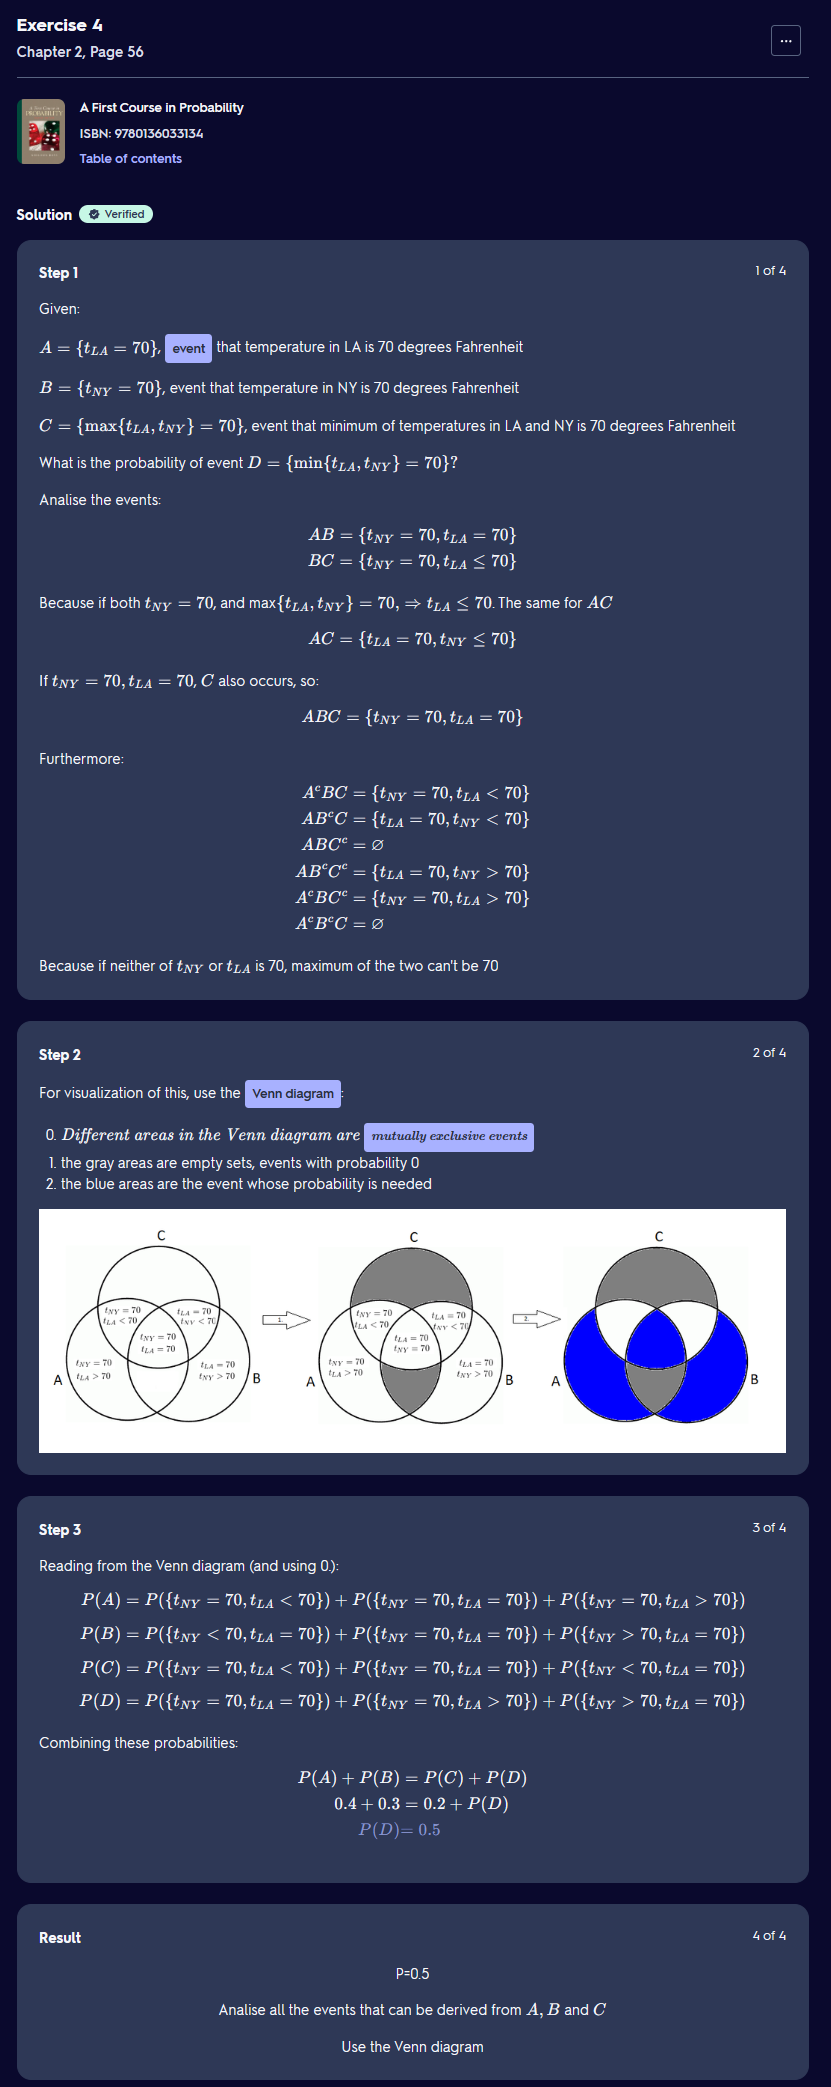 Exercise 4
Chapter 2, Page 56
...
A First Course in Probability
ISBN: 9780136033134
Table of contents
Solution Verified
Step 1 1 of 4
Given:
A = {t_{LA} = 70}, event that temperature in LA is 70 degrees Fahrenheit
B = {t_{NY} = 70}, event that temperature in NY is 70 degrees Fahrenheit
C = {max{t_{LA}, t_{NY}} = 70}, event that minimum of temperatures in LA and NY is 70 degrees Fahrenheit
What is the probability of event D = {min{t_{LA}, t_{NY}} = 70}?
Analise the events:
AB = {t_{NY} = 70, t_{LA} = 70}
BC = {t_{NY} = 70, t_{LA} ≤ 70}
Because if both t_{NY} = 70, and max{t_{LA}, t_{NY}} = 70, ⇒ t_{LA} ≤ 70. The same for AC
AC = {t_{LA} = 70, t_{NY} ≤ 70}
If t_{NY} = 70, t_{LA} = 70, C also occurs, so:
ABC = {t_{NY} = 70, t_{LA} = 70}
Furthermore:
A^cBC = {t_{NY} = 70, t_{LA} < 70}
AB^cC = {t_{LA} = 70, t_{NY} < 70}
ABC^c = ∅
AB^cC^c = {t_{LA} = 70, t_{NY} > 70}
A^cBC^c = {t_{NY} = 70, t_{LA} > 70}
A^cB^cC = ∅
Because if neither of t_{NY} or t_{LA} is 70, maximum of the two can't be 70
Step 2 2 of 4
For visualization of this, use the Venn diagram:
0. Different areas in the Venn diagram are mutually exclusive events
1. the gray areas are empty sets, events with probability 0
2. the blue areas are the event whose probability is needed
C C C
t_{NY} = 70 t_{LA} = 70 t_{NY} = 70 t_{LA} = 70
t_{LA} < 70 t_{NY} < 70 1. t_{LA} < 70 t_{NY} < 70 2.
t_{NY} = 70 t_{LA} = 70
t_{LA} = 70 t_{NY} = 70
t_{NY} = 70 t_{LA} = 70 t_{NY} = 70 t_{LA} = 70
t_{LA} > 70 t_{NY} > 70 t_{LA} > 70 t_{NY} > 70
A B A B A B
Step 3 3 of 4
Reading from the Venn diagram (and using 0.):
P(A) = P({t_{NY} = 70, t_{LA} < 70}) + P({t_{NY} = 70, t_{LA} = 70}) + P({t_{NY} = 70, t_{LA} > 70})
P(B) = P({t_{NY} < 70, t_{LA} = 70}) + P({t_{NY} = 70, t_{LA} = 70}) + P({t_{NY} > 70, t_{LA} = 70})
P(C) = P({t_{NY} = 70, t_{LA} < 70}) + P({t_{NY} = 70, t_{LA} = 70}) + P({t_{NY} < 70, t_{LA} = 70})
P(D) = P({t_{NY} = 70, t_{LA} = 70}) + P({t_{NY} = 70, t_{LA} > 70}) + P({t_{NY} > 70, t_{LA} = 70})
Combining these probabilities:
P(A) + P(B) = P(C) + P(D)
0.4 + 0.3 = 0.2 + P(D)
P(D) = 0.5
Result 4 of 4
P=0.5
Analise all the events that can be derived from A, B and C
Use the Venn diagram